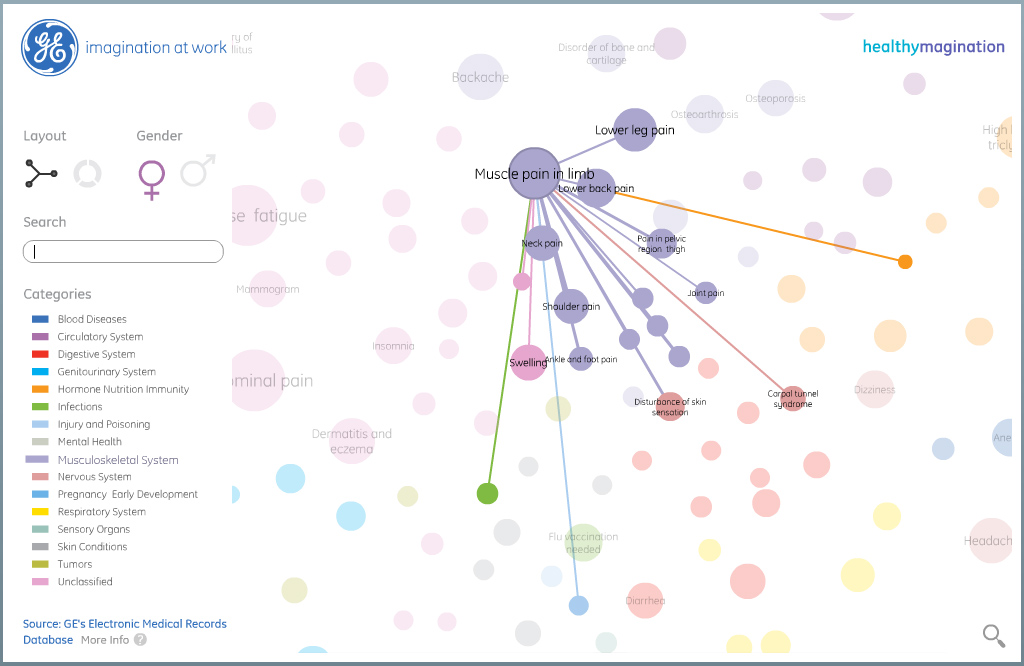 GE
imagination at work
healthymagination
ry of
llitus
Disorder of bone and
cartilage
Backache
Osteoporosis
Osteoarthrosis
High
tricly
Layout
Gender
Search
Categories
Blood Diseases
Circulatory System
Digestive System
Genitourinary System
Hormone Nutrition Immunity
Infections
Injury and Poisoning
Mental Health
Musculoskeletal System
Nervous System
Pregnancy Early Development
Respiratory System
Sensory Organs
Skin Conditions
Tumors
Unclassified
Source: GE's Electronic Medical Records
Database More Info ?
Lower leg pain
Muscle pain in limb
Lower back pain
se fatigue
Neck pain
Pain in pelvic
region thigh
Mammogram
Joint pain
Shoulder pain
Insomnia
Swelling
Ankle and foot pain
ominal pain
Disturbance of skin
sensation
Carpal tunnel
syndrome
Dizziness
Dermatitis and
eczema
Ane
Flu vaccination
needed
Headach
Diarrhea